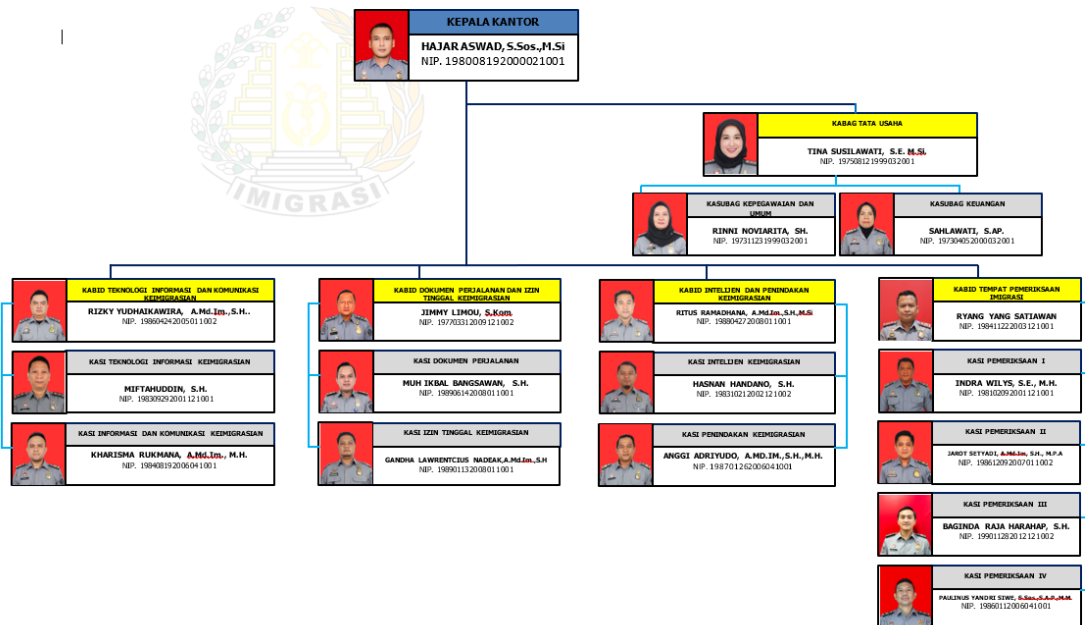 KEPALA KANTOR
HAJAR ASWAD, S.Sos.,M.Si
NIP. 198008192000021001
IMIGRASI
KABAG TATA USAHA
TINA SUSILAWATI, S.E. M.Si.
NIP. 197508121999032001
KASUBAG KEPEGAWAIAN DAN
UMUM
RINNI NOVIARITA, SH.
NIP. 197311231999032001
KASUBAG KEUANGAN
SAHLAWATI, S.AP.
NIP. 197304052000032001
KABID TEKNOLOGI INFORMASI DAN KOMUNIKASI
KEIMIGRASIAN
RIZKY YUDHAIKAWIRA, A.Md.Im.,S.H..
NIP. 198604242005011002
KASI TEKNOLOGI INFORMASI KEIMIGRASIAN
MIFTAHUDDIN, S.H.
NIP. 198309292001121001
KASI INFORMASI DAN KOMUNIKASI KEIMIGRASIAN
KHARISMA RUKMANA, A.Md.Im., M.H.
NIP. 198408192006041001
KABID DOKUMEN PERJALANAN DAN IZIN
TINGGAL KEIMIGRASIAN
JIMMY LIMOU, S.Kom
NIP. 197703312009121002
KASI DOKUMEN PERJALANAN
MUH IKBAL BANGSAWAN, S.H.
NIP. 198906142008011001
KASI IZIN TINGGAL KEIMIGRASIAN
GANDHA LAWRENTCIUS NADEAK,A.Md.Im.,S.H
NIP. 198901132008011001
KABID INTELIJEN DAN PENINDAKAN
KEIMIGRASIAN
RITUS RAMADHANA, A.Md.Im.,S.H.,M.Si
NIP. 198804272008011001
KASI INTELIJEN KEIMIGRASIAN
HASNAN HANDANO, S.H.
NIP. 198310212002121002
KASI PENINDAKAN KEIMIGRASIAN
ANGGI ADRIYUDO, A.MD.IM.,S.H.,M.H.
NIP. 198701262006041001
KABID TEMPAT PEMERIKSAAN
IMIGRASI
RYANG YANG SATIAWAN
NIP. 198411222003121001
KASI PEMERIKSAAN I
INDRA WILYS, S.E., M.H.
NIP. 198102092001121001
KASI PEMERIKSAAN II
JAROT SETYADI, A.Md.Im, S.H., M.P.A
NIP. 198612092007011002
KASI PEMERIKSAAN III
BAGINDA RAJA HARAHAP, S.H.
NIP. 199011282012121002
KASI PEMERIKSAAN IV
PAULINUS YANDRI SIWE, S.Sos.,S.A.P.,M.M.
NIP. 19860112006041001